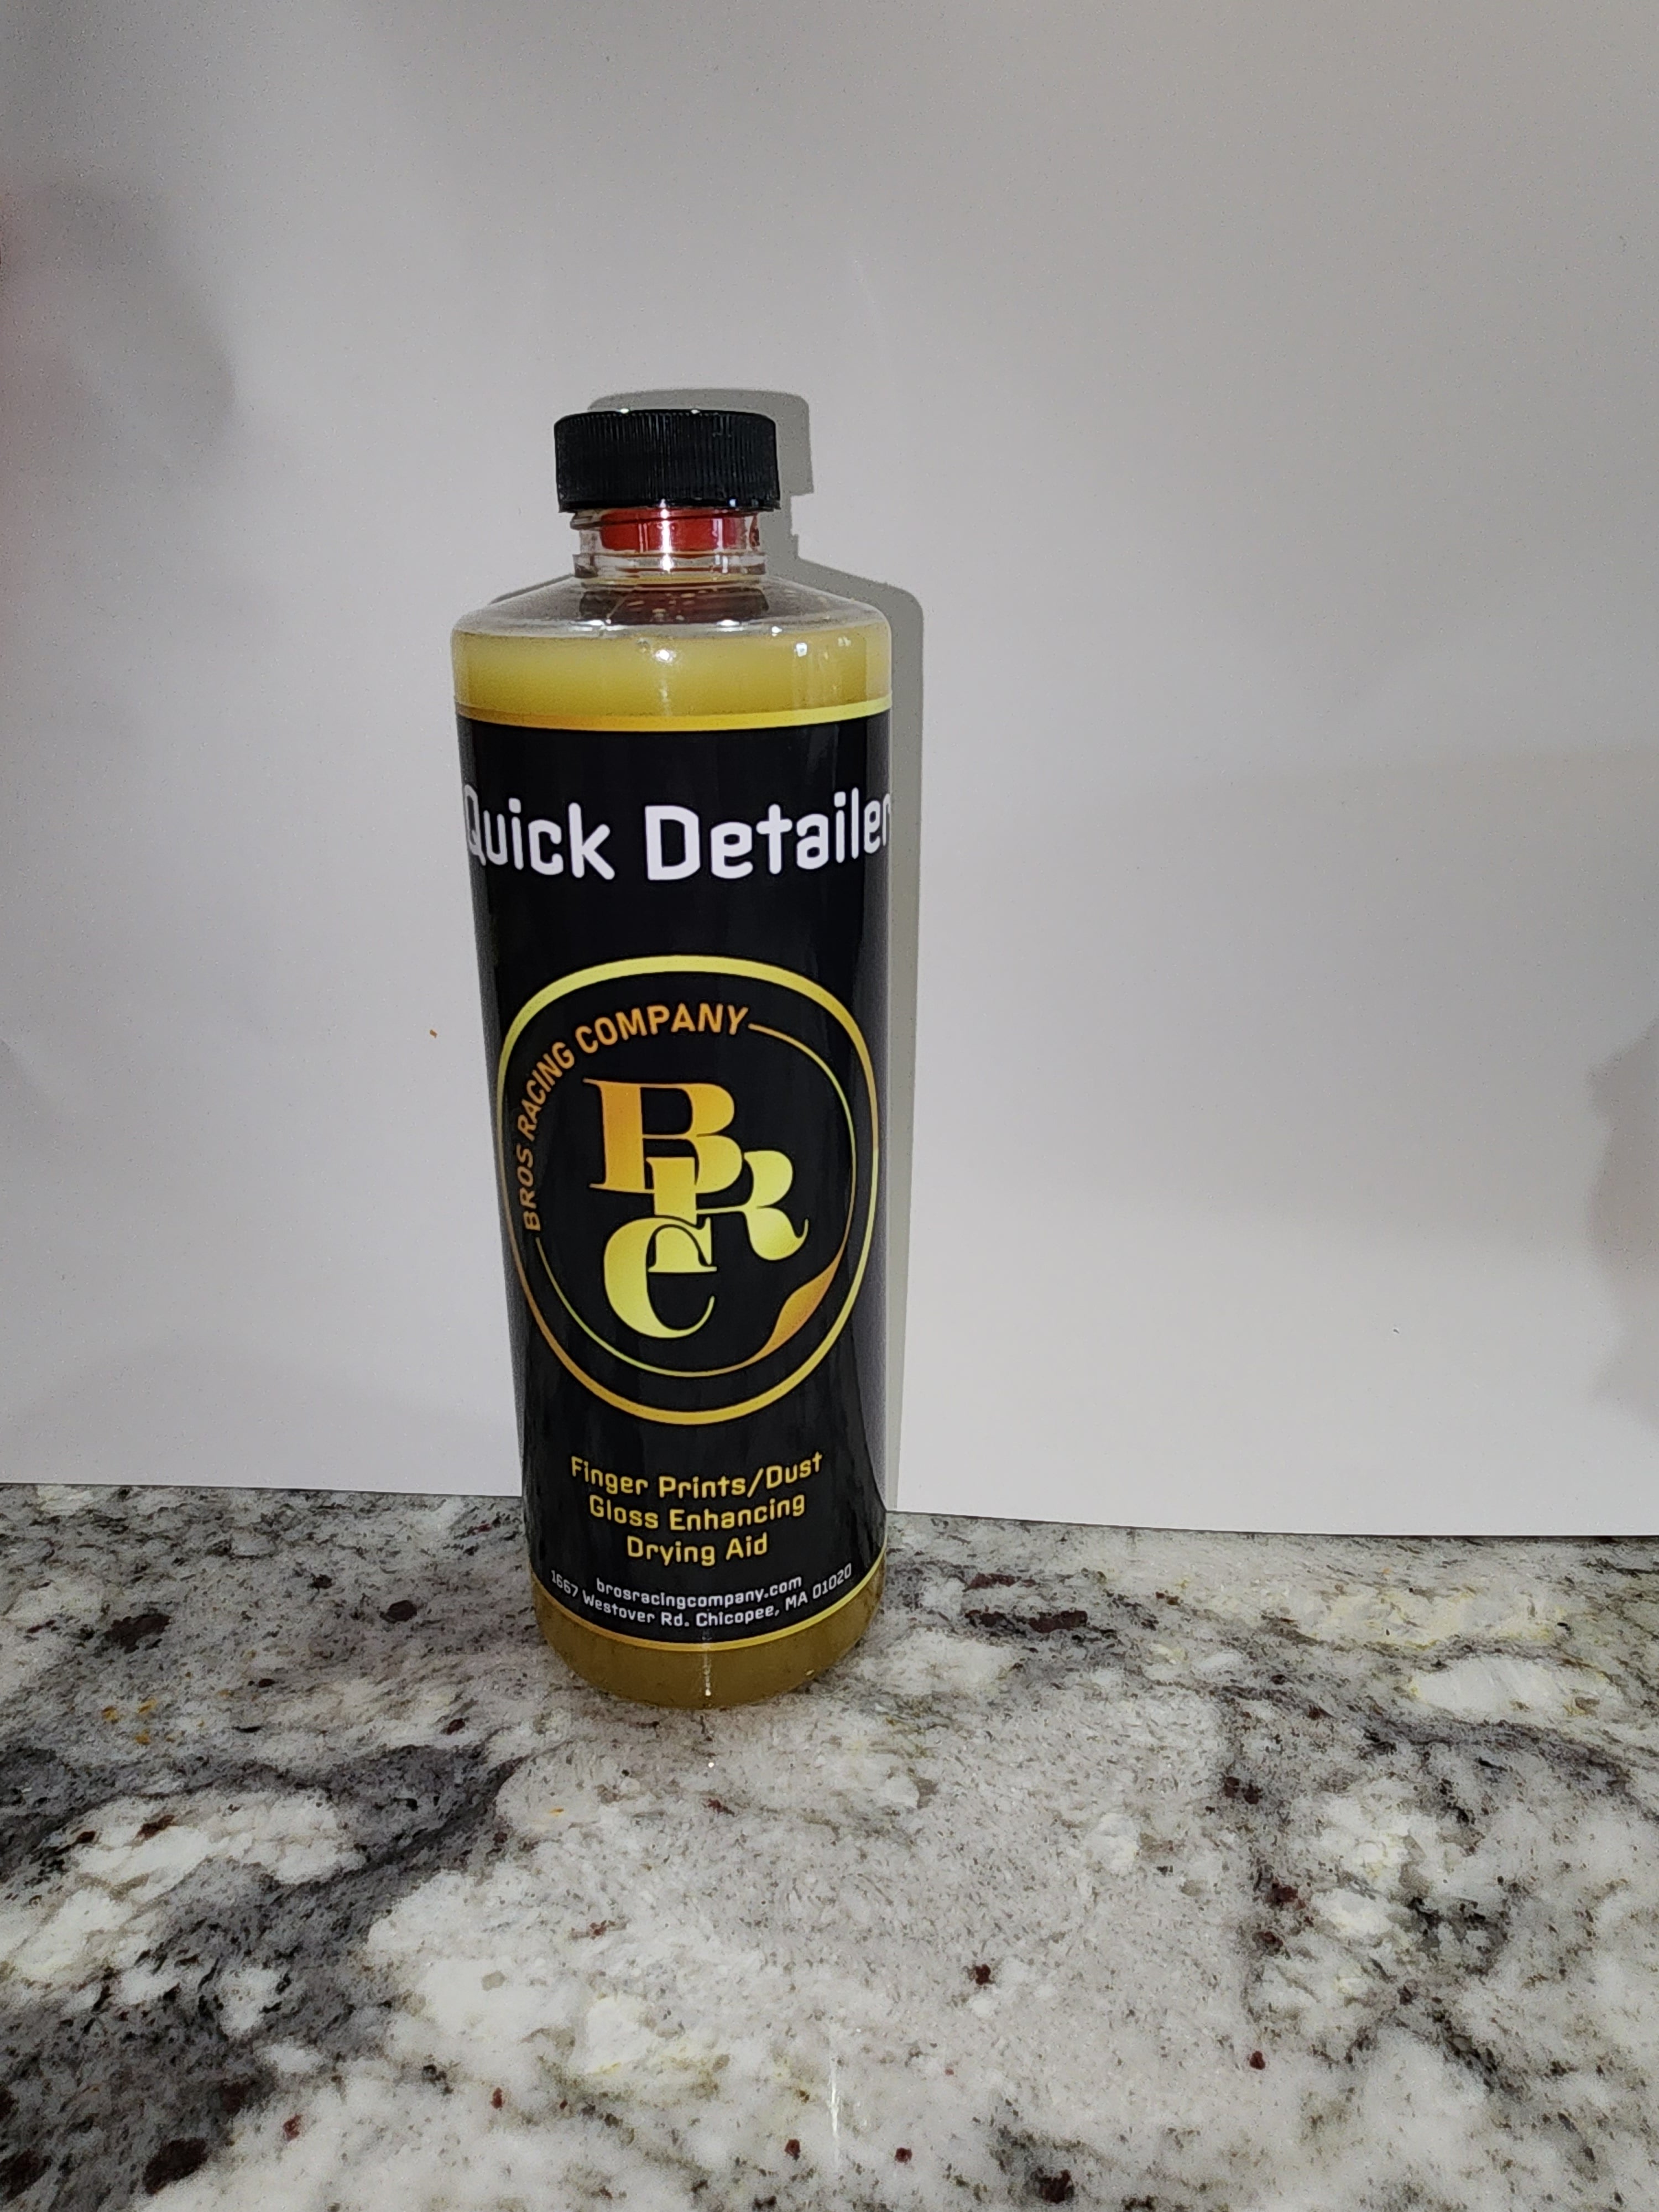 Quick Detailer
BROS RACING COMPANY
BRC
Finger Prints/Dust
Gloss Enhancing
Drying Aid
brosracingcompany.com
1667 Westover Rd. Chicopee, MA 01020